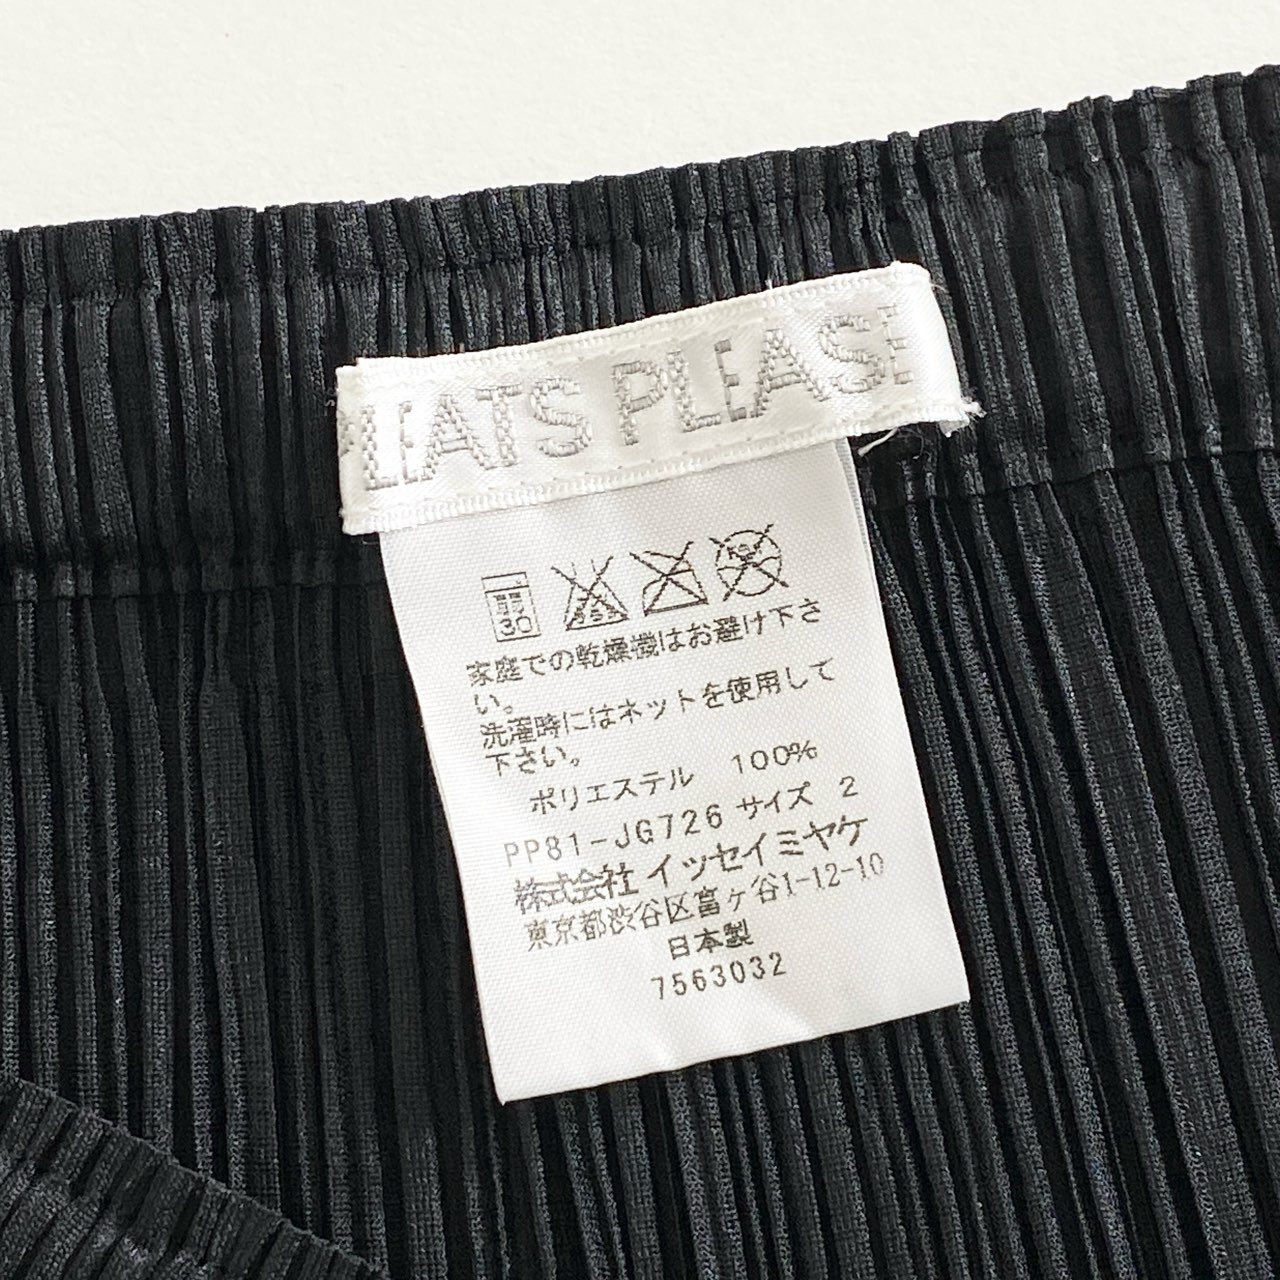 PLEATS PLEASE
30
家庭での乾燥機はお避け下さ
い。
洗濯時にはネットを使用して
下さい。
ポリエステル 100%
PP81-JG726 サイズ 2
株式会社 イッセイミヤケ
東京都渋谷区富ヶ谷1-12-10
日本製
7563032